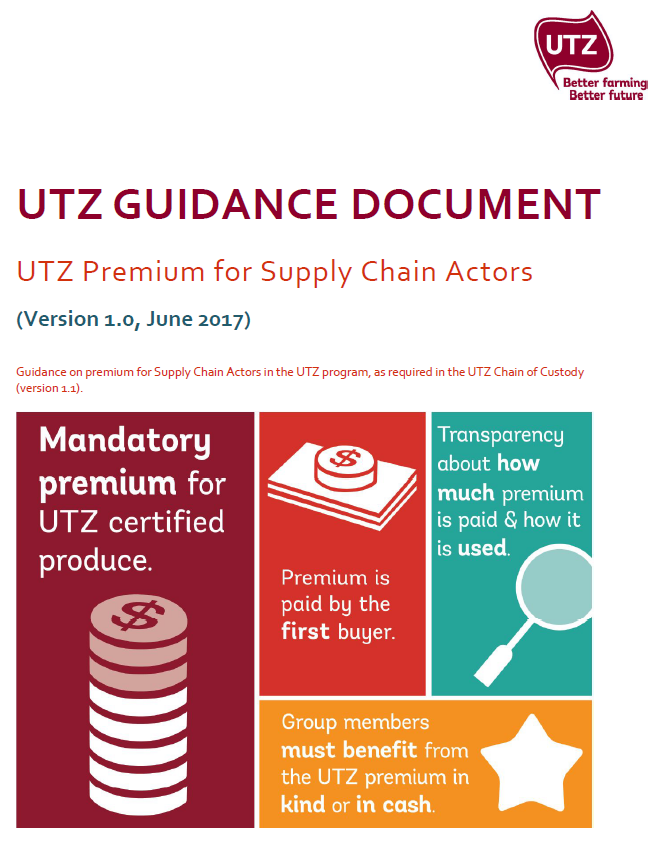 UTZ
Better farming
Better future
UTZ GUIDANCE DOCUMENT
UTZ Premium for Supply Chain Actors
(Version 1.0, June 2017)
Guidance on premium for Supply Chain Actors in the UTZ program, as required in the UTZ Chain of Custody
(version 1.1).
Mandatory
premium for
UTZ certified
produce.
$
$
Premium is
paid by the
first buyer.
Transparency
about how
much premium
is paid & how it
is used.
Group members
must benefit from
the UTZ premium in
kind or in cash.